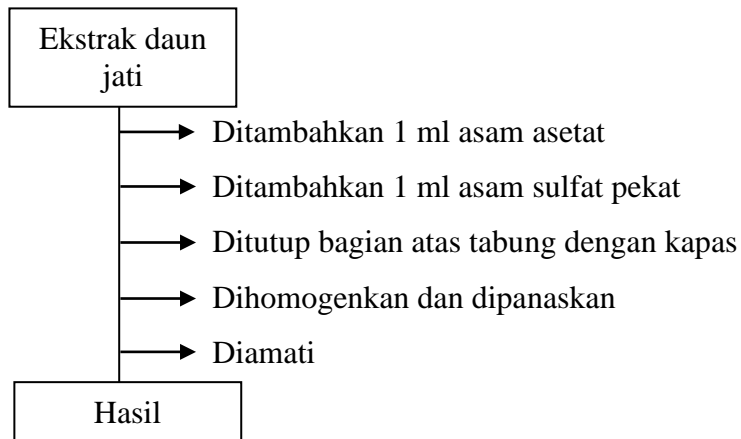 Ekstrak daun
jati
Ditambahkan 1 ml asam asetat
Ditambahkan 1 ml asam sulfat pekat
Ditutup bagian atas tabung dengan kapas
Dihomogenkan dan dipanaskan
Diamati
Hasil